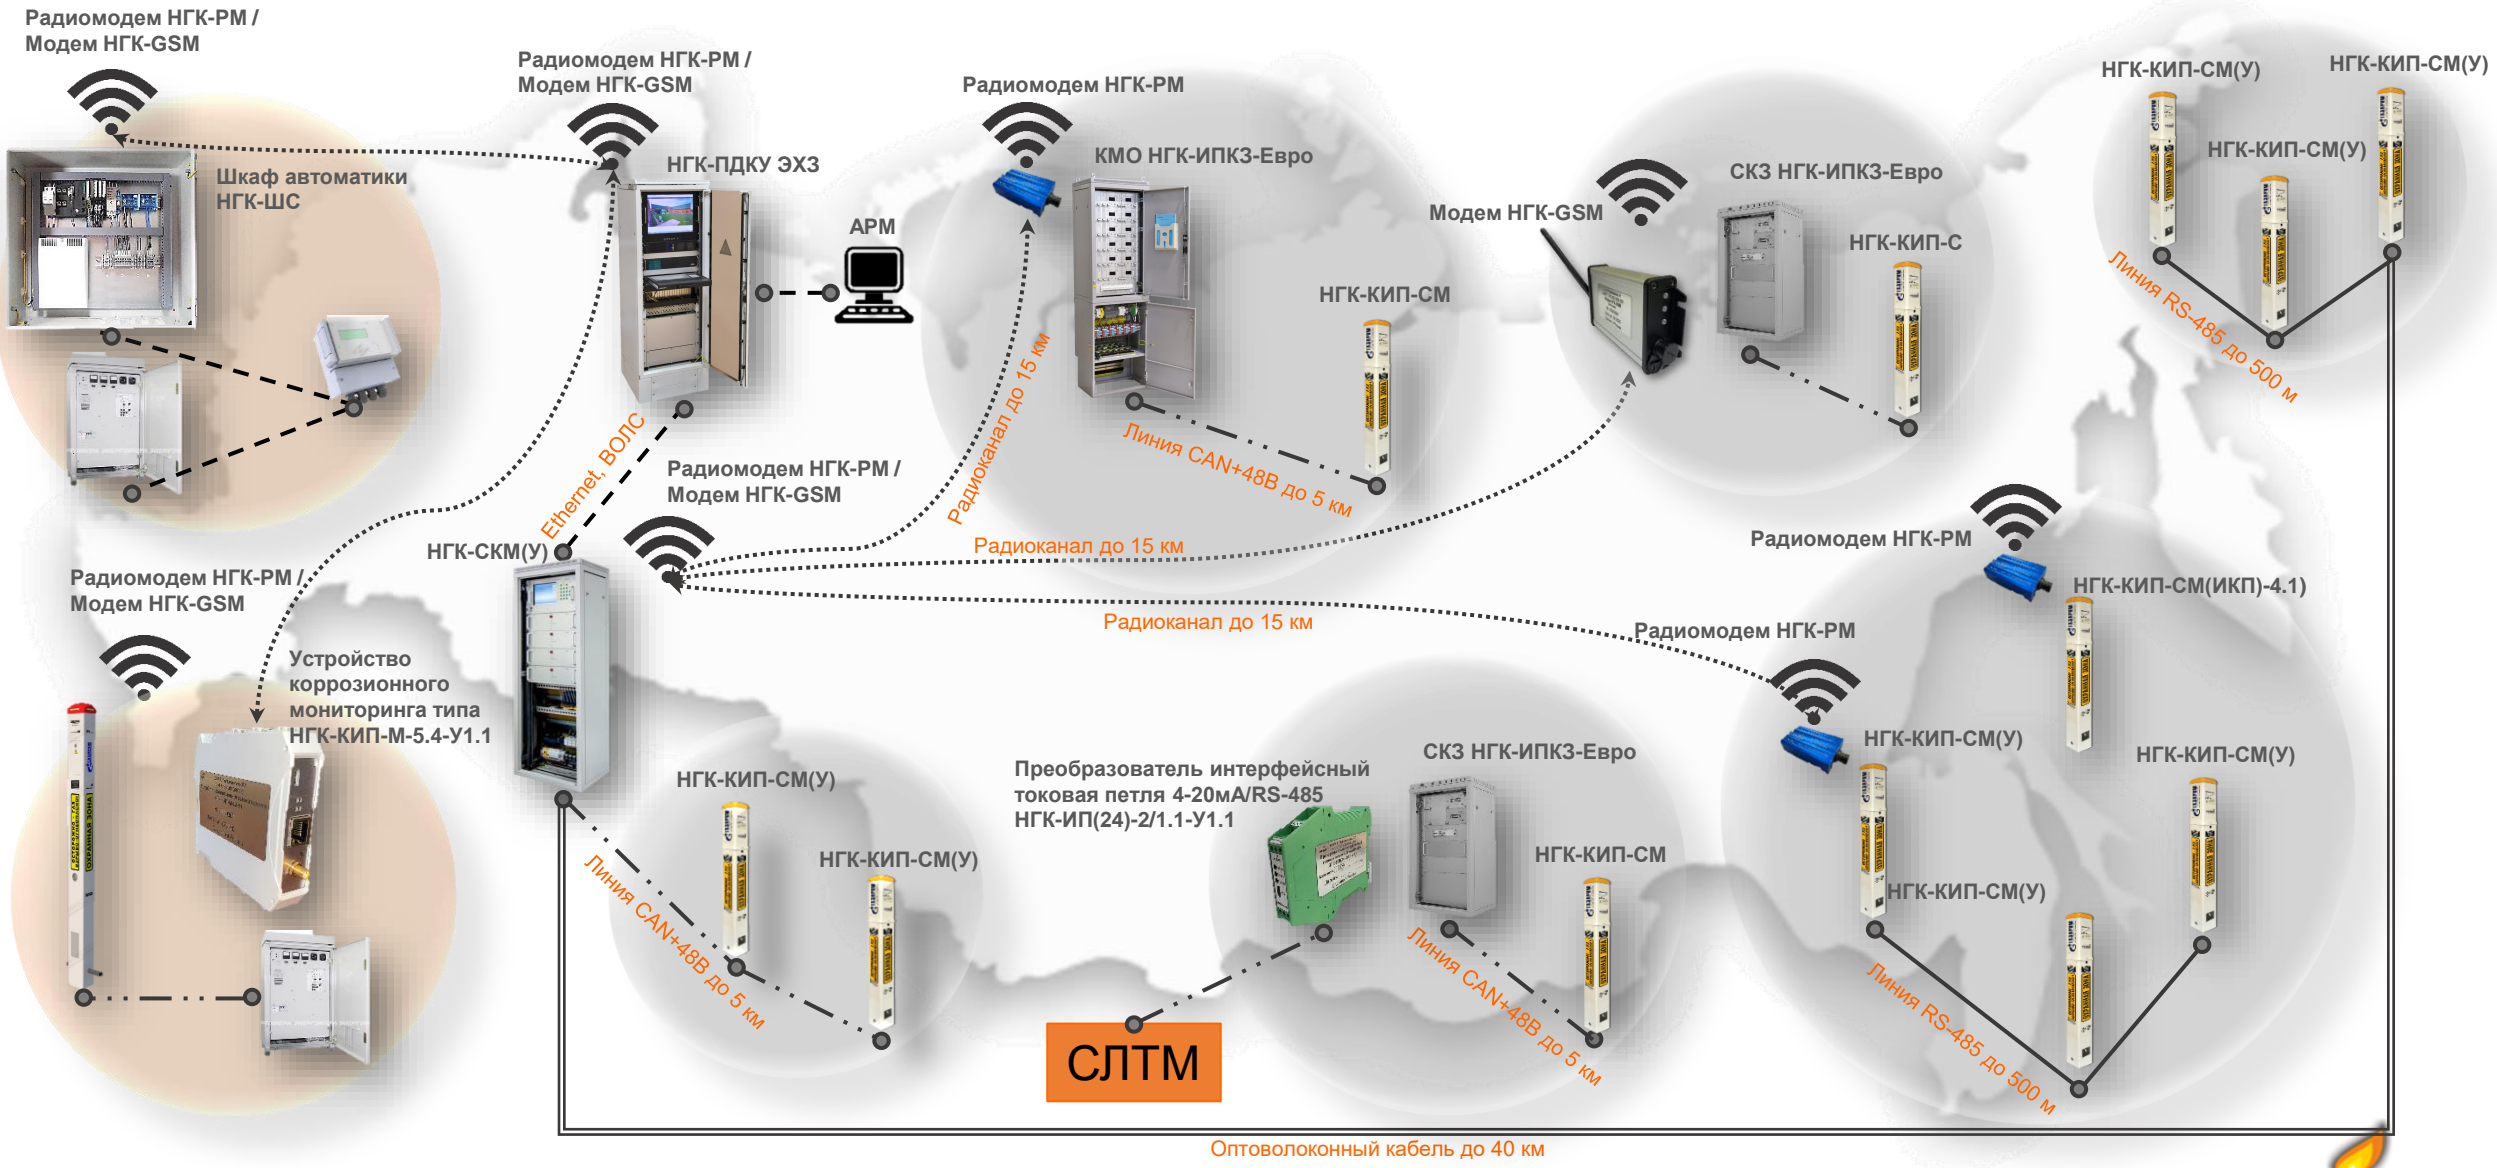 Радиомодем НГК-РМ /
Модем НГК-GSM
Радиомодем НГК-РМ /
Модем НГК-GSM
Радиомодем НГК-РМ
НГК-КИП-СМ(У)
НГК-КИП-СМ(У)
НГК-КИП-СМ(У)
Шкаф автоматики
НГК-ШС
НГК-ПДКУ ЭХЗ
АРМ
КМО НГК-ИПКЗ-Евро
НГК-КИП-СМ
Модем НГК-GSM
СКЗ НГК-ИПКЗ-Евро
НГК-КИП-С
Линия RS-485 до 500 м
Радиоканал до 15 км
Линия CAN+48В до 5 км
Ethernet, ВОЛС
Радиомодем НГК-РМ /
Модем НГК-GSM
НГК-СКМ(У)
Радиоканал до 15 км
Радиоканал до 15 км
Радиомодем НГК-РМ
НГК-КИП-СМ(ИКП)-4.1)
Радиомодем НГК-РМ
Радиомодем НГК-РМ /
Модем НГК-GSM
Устройство
коррозионного
мониторинга типа
НГК-КИП-М-5.4-У1.1
ОХРАННАЯ ЗОНА
НГК-КИП-СМ(У)
НГК-КИП-СМ(У)
Линия CAN+48В до 5 км
Преобразователь интерфейсный
токовая петля 4-20мА/RS-485
НГК-ИП(24)-2/1.1-У1.1
СКЗ НГК-ИПКЗ-Евро
НГК-КИП-СМ
Линия CAN+48В до 5 км
СЛТМ
НГК-КИП-СМ(У)
НГК-КИП-СМ(У)
НГК-КИП-СМ(У)
Линия RS-485 до 500 м
Оптоволоконный кабель до 40 км